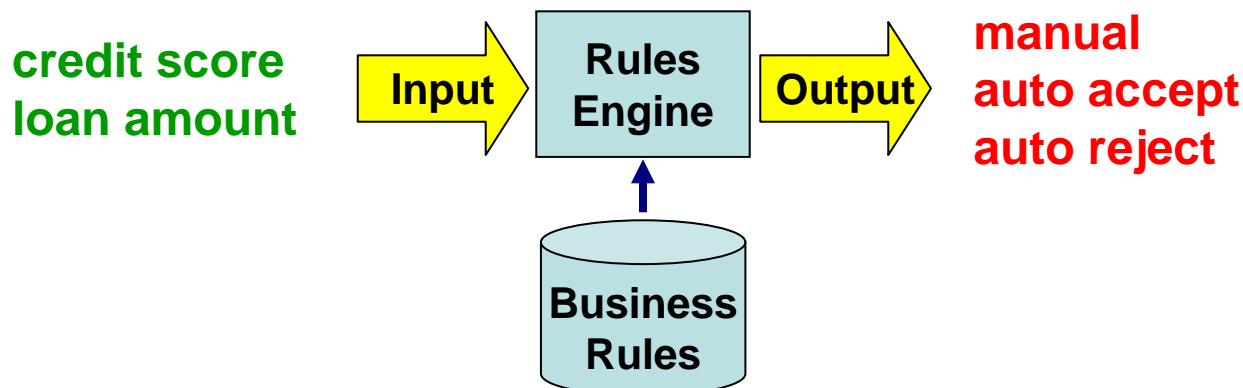 credit score
loan amount
Input
Rules
Engine
Output
manual
auto accept
auto reject
Business
Rules